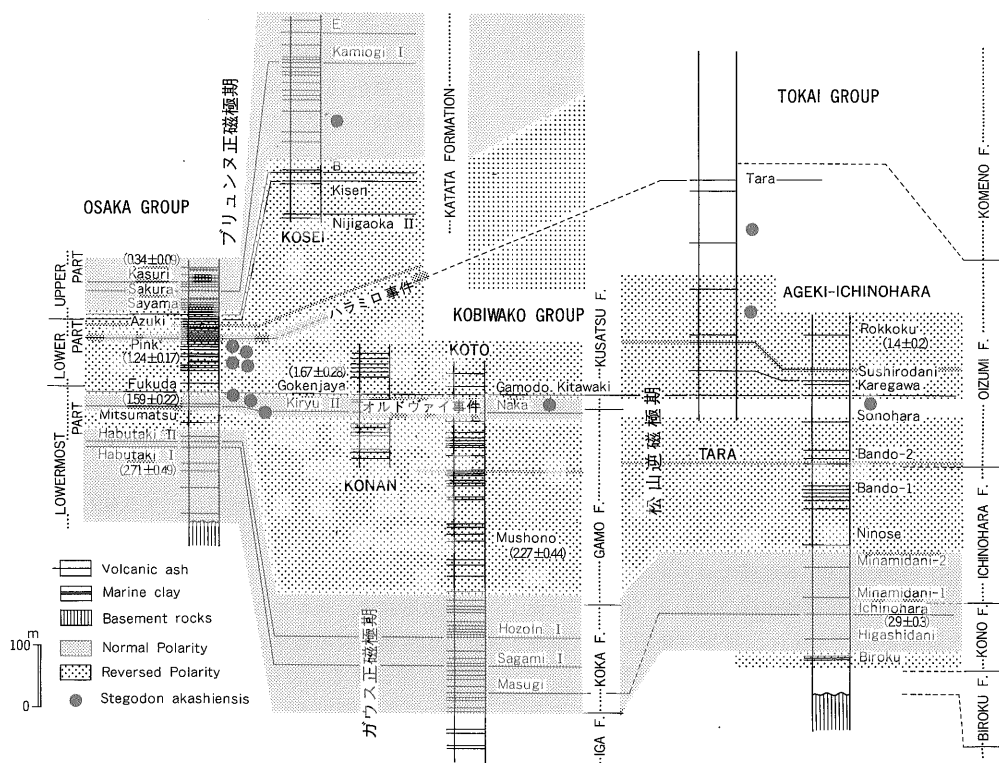 OSAKA GROUP
UPPER PART
LOWER PART
LOWERMOST PART
(0.34±0.09)
Kasuri
Sakura
Sayama
Azuki
Pink
(1.24±0.17)
Fukuda
(1.59±0.22)
Mitsumatsu
Habutaki II
Habutaki I
(2.71±0.49)
ブリュンヌ正磁極期
E
Kamiogi I
B
Kisen
Nijigaoka II
KOSEI
KATATA FORMATION
ハラミロ事件
KOBIWAKO GROUP
(1.67±0.28)
Gokenjaya
Kiryu II
オルドヴァイ事件
KONAN
KOTO
Gamodo. Kitawaki
Naka
Mushono
(2.27±0.44)
Hozoin I
Sagami I
Masugi
ガウス正磁極期
KUSATSU F.
GAMO F.
KOKA F.
IGA F.
松山逆磁極期
TOKAI GROUP
Tara
TARA
AGEKI-ICHINOHARA
Rokkoku
(1.4±0.2)
Sushirodani
Karegawa
Sonohara
Bando-2
Bando-1
Ninose
Minamidani-2
Minamidani-1
Ichinohara
(2.9±0.3)
Higashidani
Biroku
KOMENO F.
OIZUMI F.
ICHINOHARA F.
KONO F.
BIROKU F.
Volcanic ash
Marine clay
Basement rocks
Normal Polarity
Reversed Polarity
Stegodon akashiensis
m
100
0